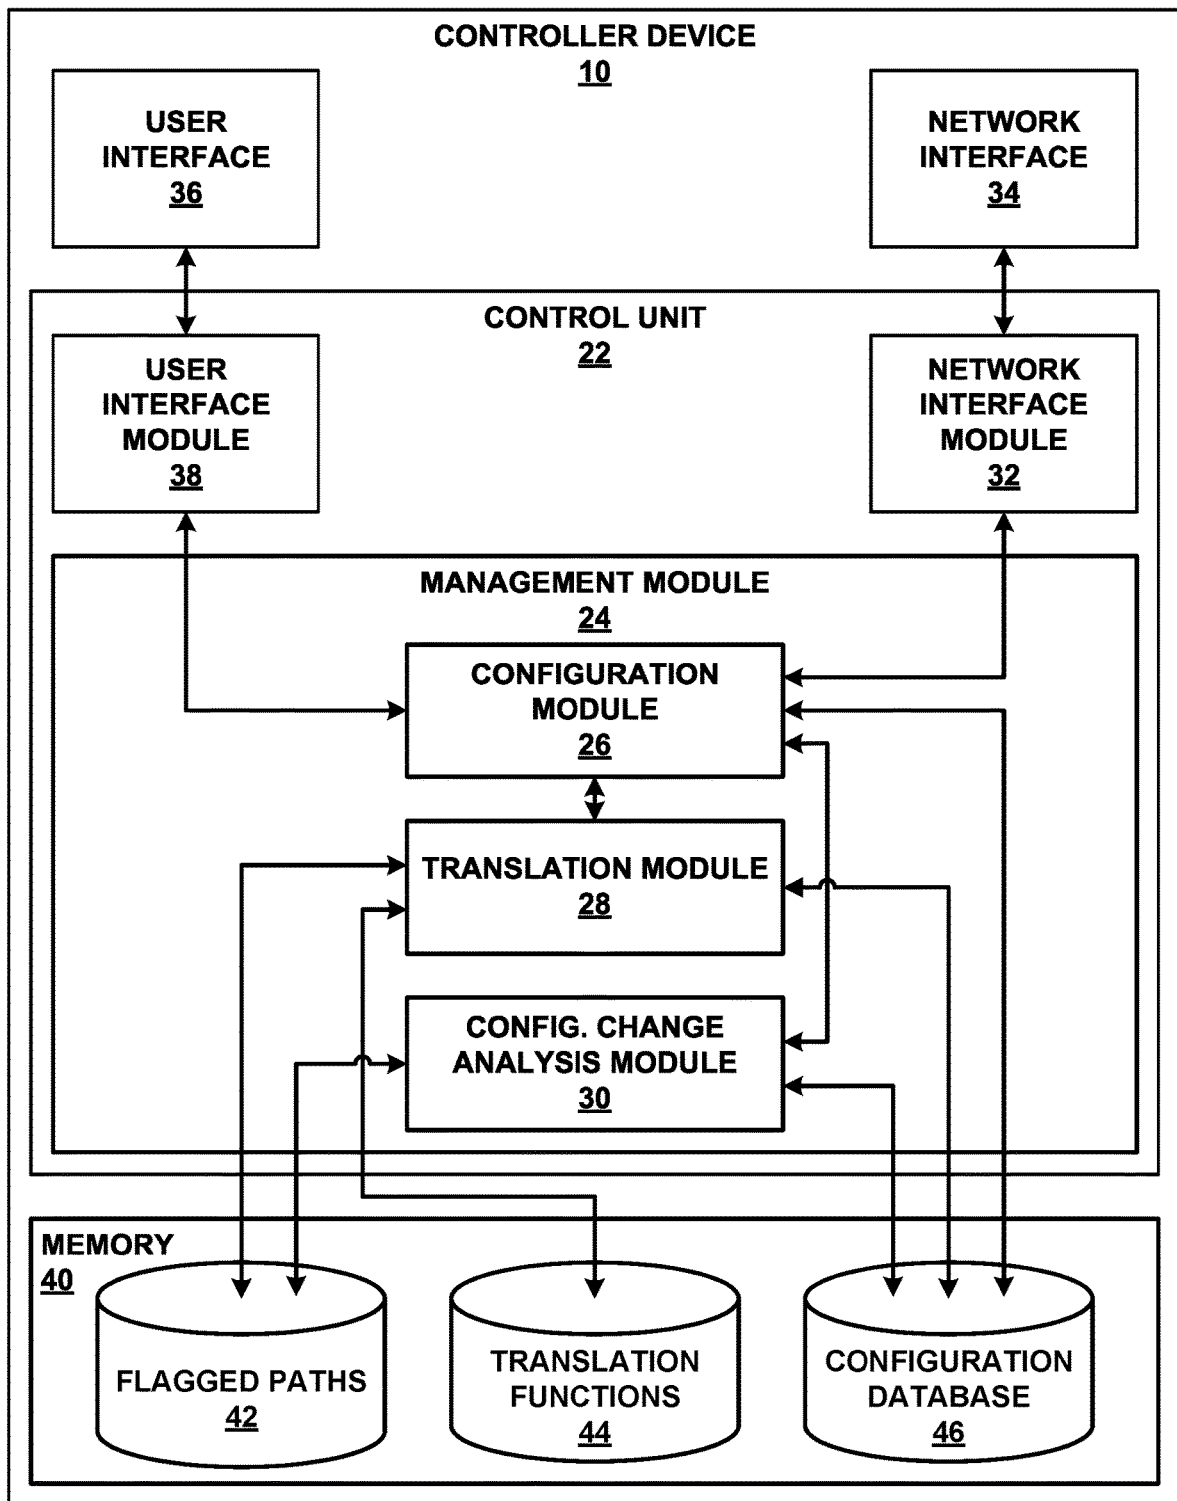 CONTROLLER DEVICE
10
USER
INTERFACE
36
NETWORK
INTERFACE
34
CONTROL UNIT
22
USER
INTERFACE
MODULE
38
NETWORK
INTERFACE
MODULE
32
MANAGEMENT MODULE
24
CONFIGURATION
MODULE
26
TRANSLATION MODULE
28
CONFIG. CHANGE
ANALYSIS MODULE
30
MEMORY
40
FLAGGED PATHS
42
TRANSLATION
FUNCTIONS
44
CONFIGURATION
DATABASE
46